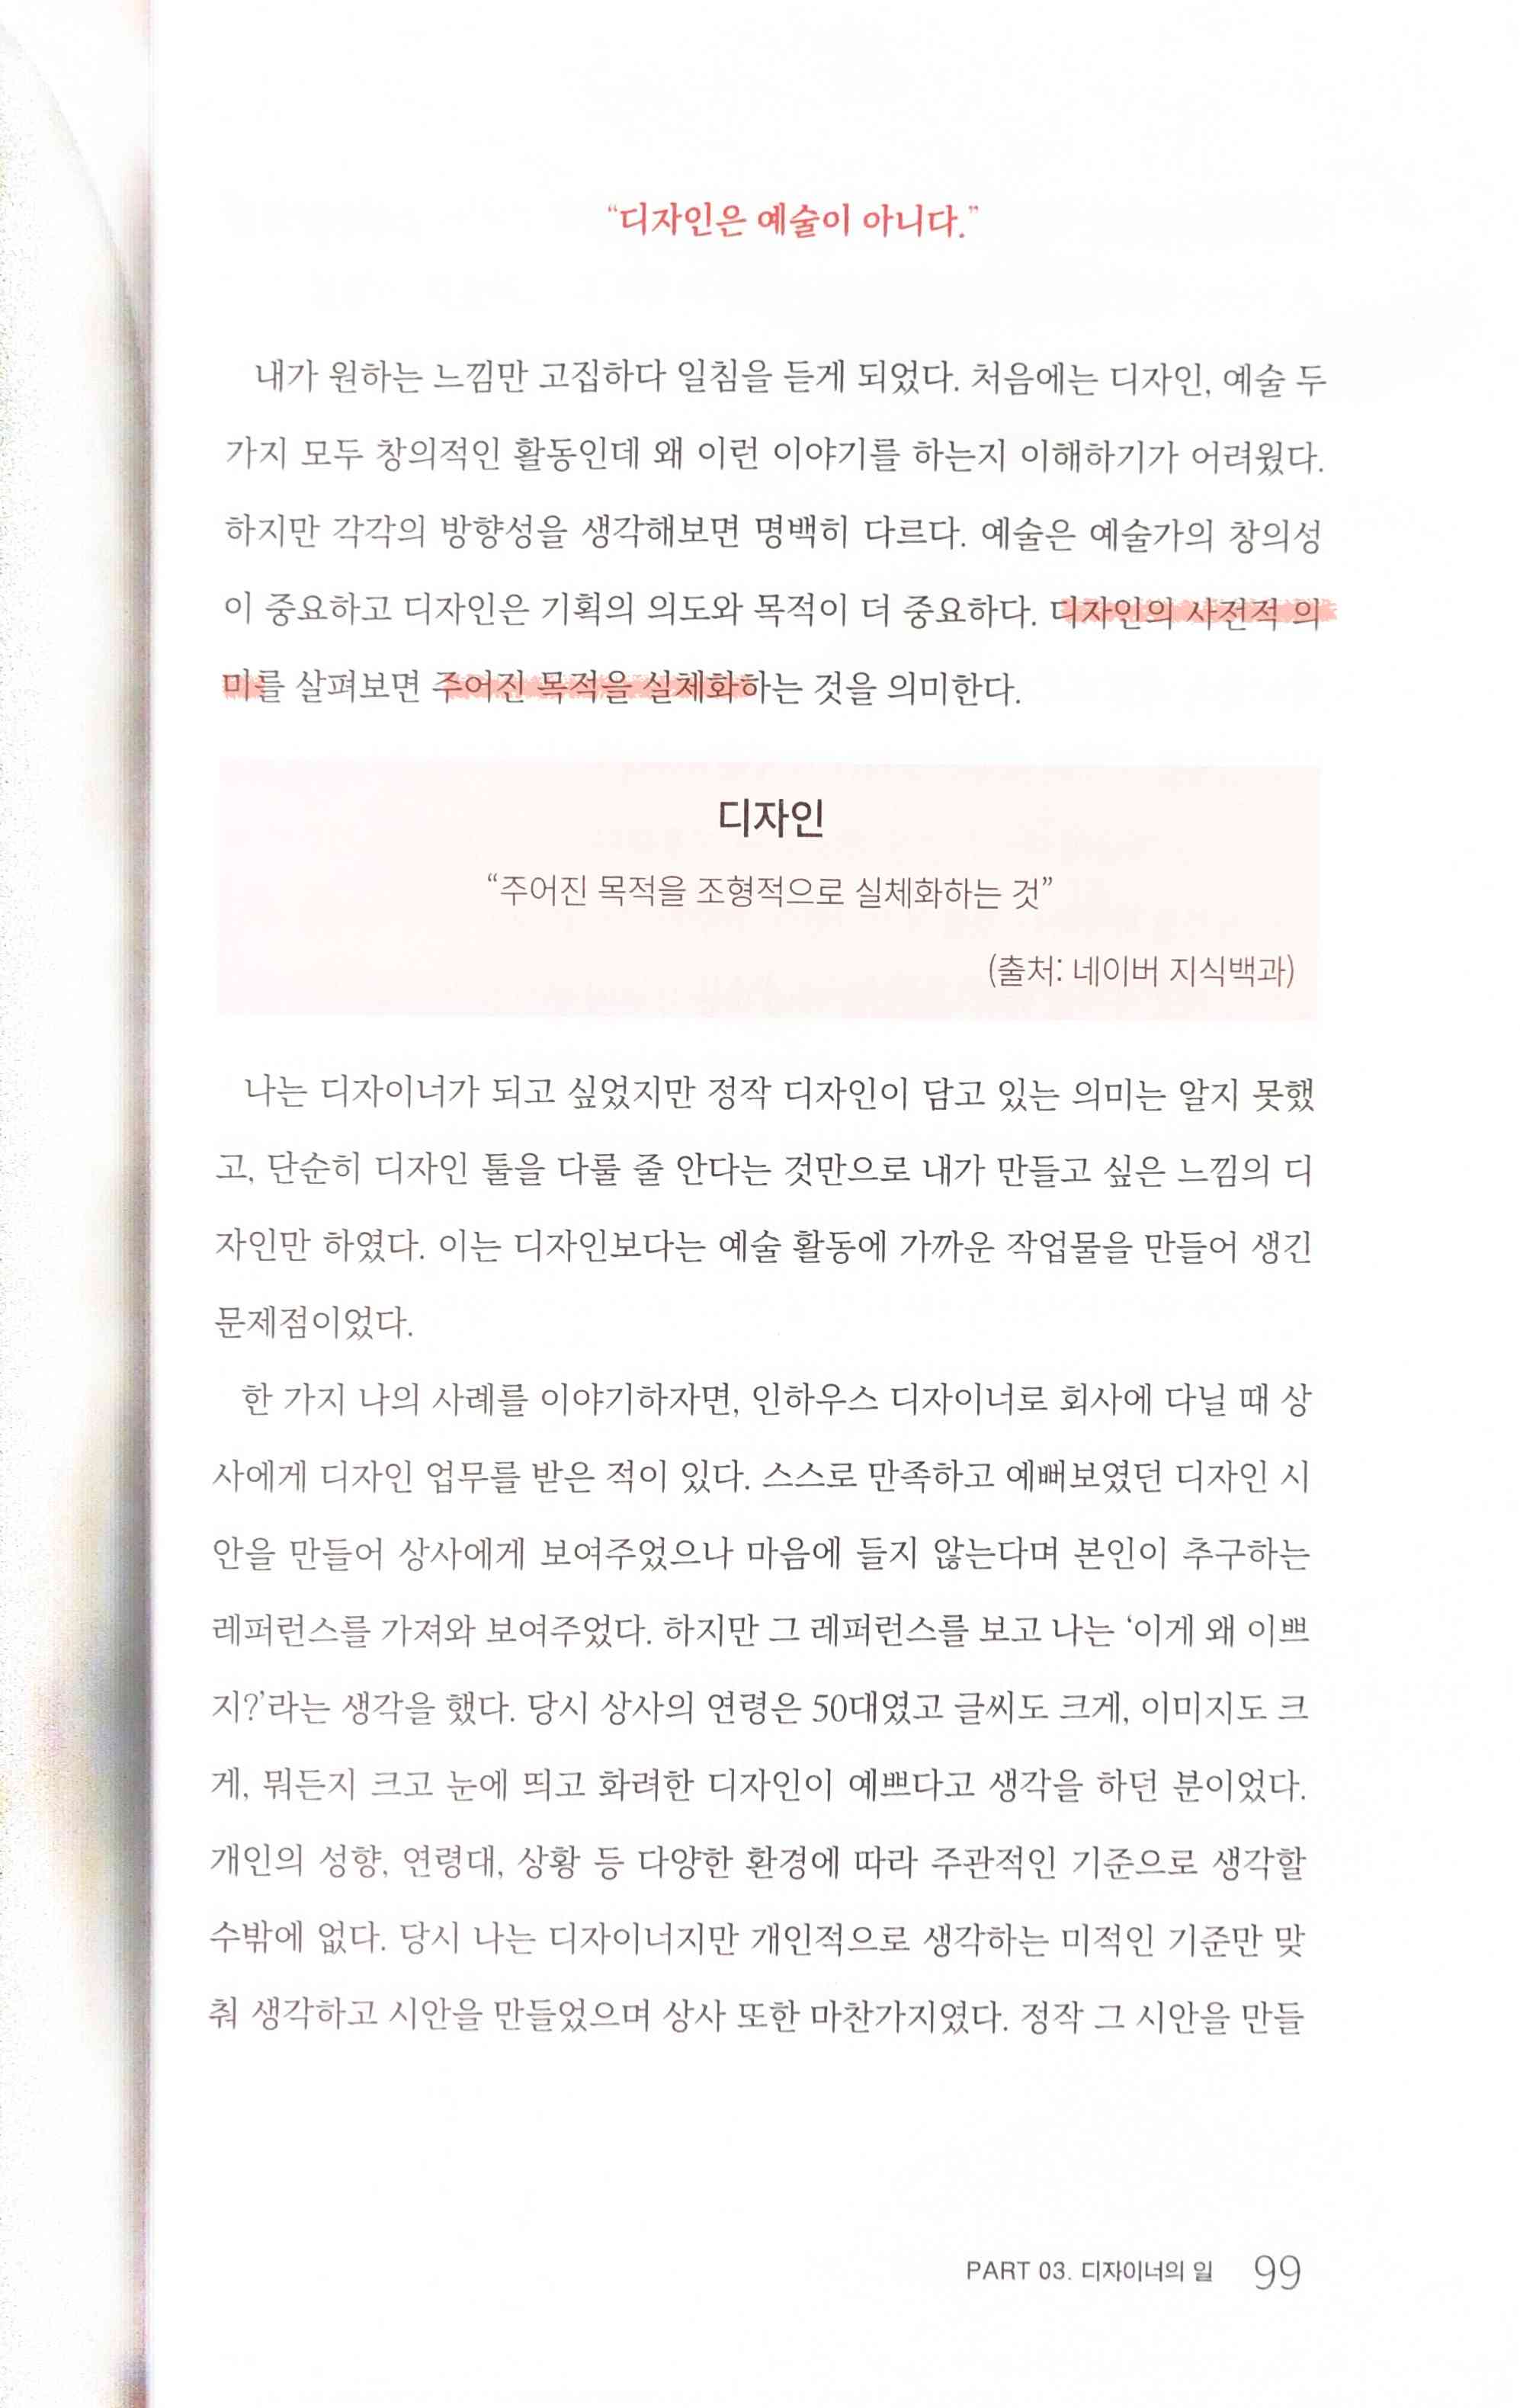 “디자인은 예술이 아니다.”
내가 원하는 느낌만 고집하다 일침을 듣게 되었다. 처음에는 디자인, 예술 두
가지 모두 창의적인 활동인데 왜 이런 이야기를 하는지 이해하기가 어려웠다.
하지만 각각의 방향성을 생각해보면 명백히 다르다. 예술은 예술가의 창의성
이 중요하고 디자인은 기획의 의도와 목적이 더 중요하다. 디자인의 사전적 의
미를 살펴보면 주어진 목적을 실체화하는 것을 의미한다.
디자인
“주어진 목적을 조형적으로 실체화하는 것”
(출처: 네이버 지식백과)
나는 디자이너가 되고 싶었지만 정작 디자인이 담고 있는 의미는 알지 못했
고, 단순히 디자인 툴을 다룰 줄 안다는 것만으로 내가 만들고 싶은 느낌의 디
자인만 하였다. 이는 디자인보다는 예술 활동에 가까운 작업물을 만들어 생긴
문제점이었다.
한 가지 나의 사례를 이야기하자면, 인하우스 디자이너로 회사에 다닐 때 상
사에게 디자인 업무를 받은 적이 있다. 스스로 만족하고 예뻐보였던 디자인 시
안을 만들어 상사에게 보여주었으나 마음에 들지 않는다며 본인이 추구하는
레퍼런스를 가져와 보여주었다. 하지만 그 레퍼런스를 보고 나는 ‘이게 왜 이쁘
지?’라는 생각을 했다. 당시 상사의 연령은 50대였고 글씨도 크게, 이미지도 크
게, 뭐든지 크고 눈에 띄고 화려한 디자인이 예쁘다고 생각을 하던 분이었다.
개인의 성향, 연령대, 상황 등 다양한 환경에 따라 주관적인 기준으로 생각할
수밖에 없다. 당시 나는 디자이너지만 개인적으로 생각하는 미적인 기준만 맞
춰 생각하고 시안을 만들었으며 상사 또한 마찬가지였다. 정작 그 시안을 만들
PART 03. 디자이너의 일 99